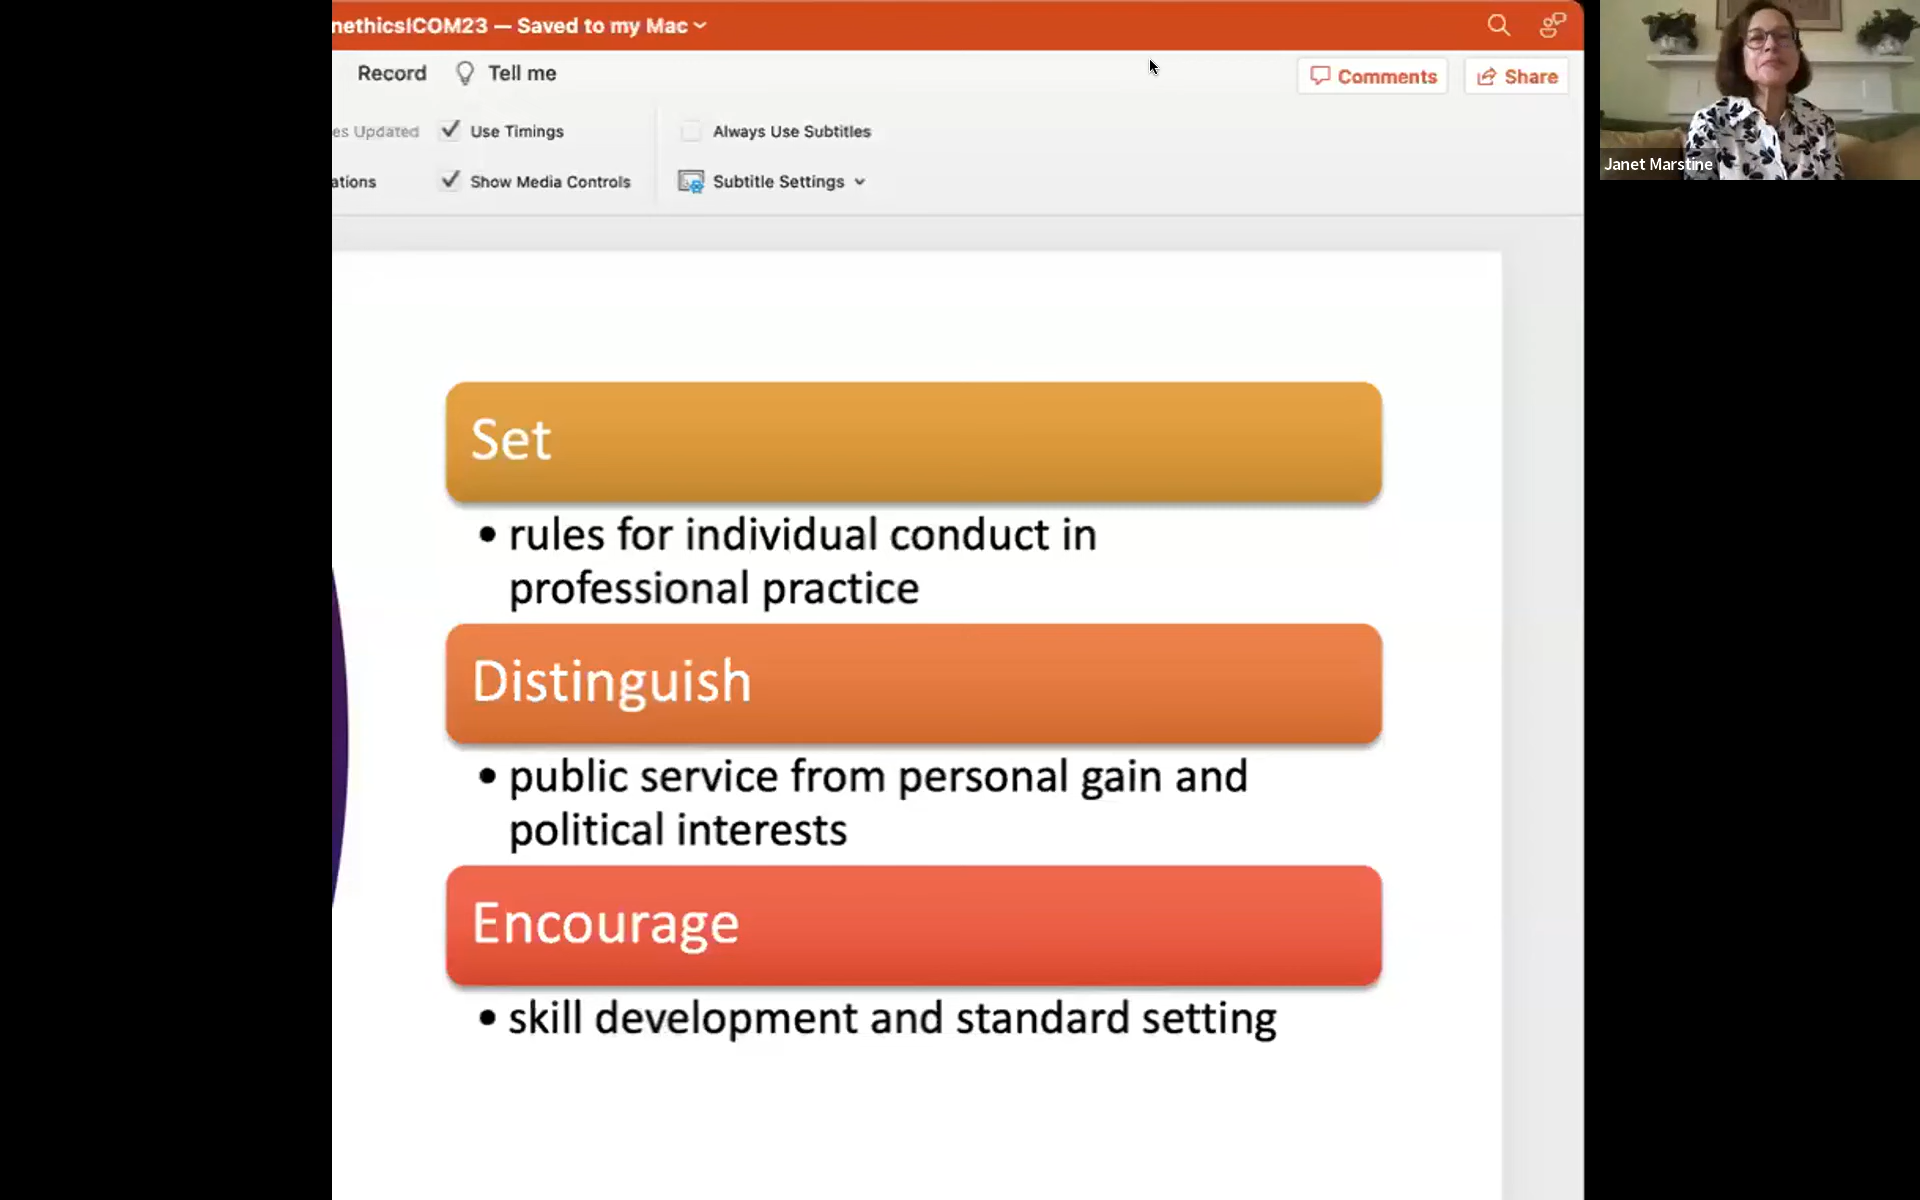 nethicsICOM23 — Saved to my Mac
Record
Tell me
Comments
Share
es Updated
Use Timings
Always Use Subtitles
ations
Show Media Controls
Subtitle Settings
Janet Marstine
Set
• rules for individual conduct in
professional practice
Distinguish
• public service from personal gain and
political interests
Encourage
• skill development and standard setting